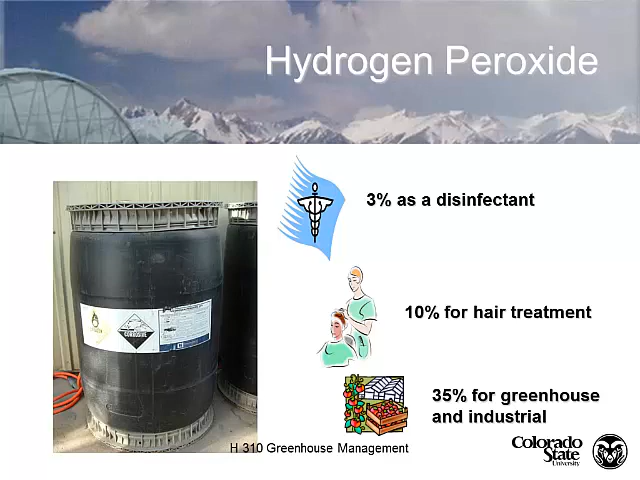 Hydrogen Peroxide
3% as a disinfectant
10% for hair treatment
35% for greenhouse
and industrial
CORROSIVE
H 310 Greenhouse Management
Colorado
State
University